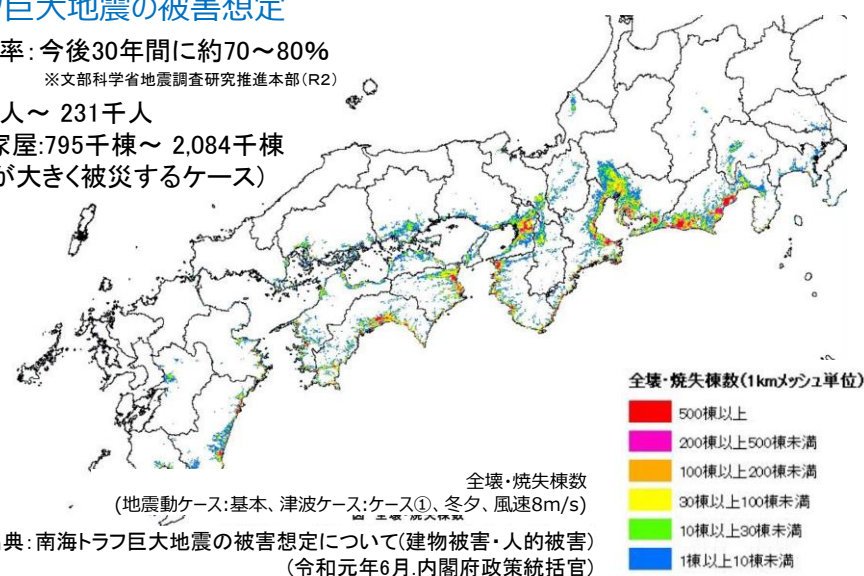 フ巨大地震の被害想定
率：今後30年間に約70～80%
※文部科学省地震調査研究推進本部(R2)
人～ 231千人
家屋:795千棟～ 2,084千棟
が大きく被災するケース)
全壊・焼失棟数(1kmメッシュ単位)
500棟以上
200棟以上500棟未満
100棟以上200棟未満
30棟以上100棟未満
10棟以上30棟未満
1棟以上10棟未満
全壊・焼失棟数
(地震動ケース:基本、津波ケース:ケース①、冬夕、風速8m/s)
典：南海トラフ巨大地震の被害想定について(建物被害・人的被害)
(令和元年6月.内閣府政策統括官)